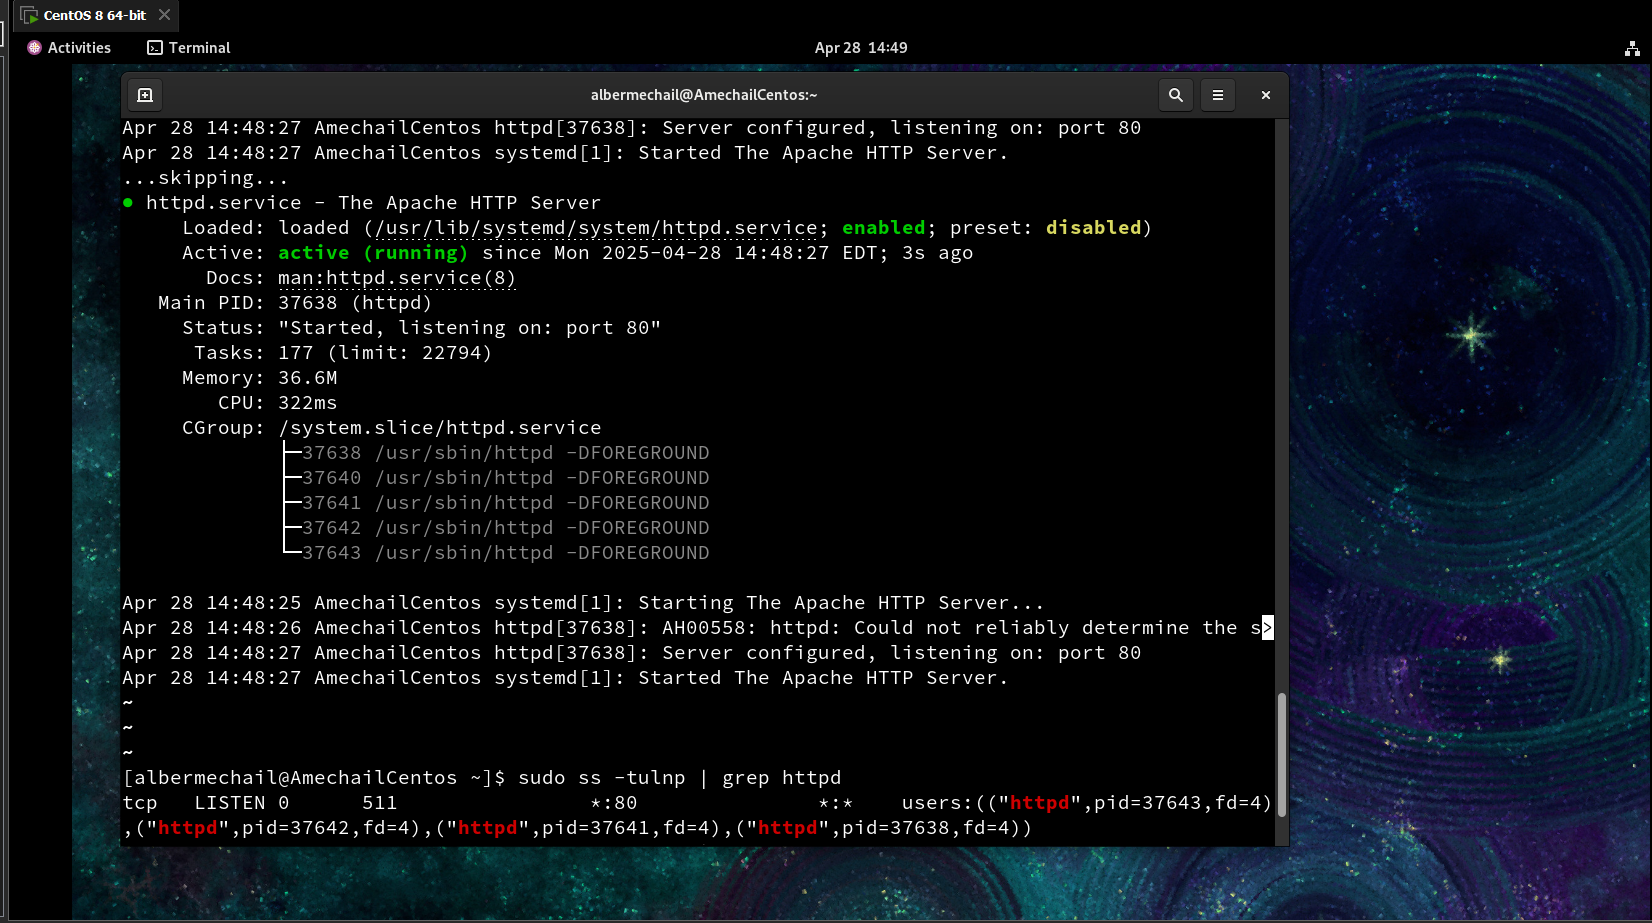 CentOS 8 64-bit
Activities
Terminal
Apr 28 14:49
albermechail@AmechailCentos:~
Apr 28 14:48:27 AmechailCentos httpd[37638]: Server configured, listening on: port 80
Apr 28 14:48:27 AmechailCentos systemd[1]: Started The Apache HTTP Server.
...skipping...
● httpd.service - The Apache HTTP Server
     Loaded: loaded (/usr/lib/systemd/system/httpd.service; enabled; preset: disabled)
     Active: active (running) since Mon 2025-04-28 14:48:27 EDT; 3s ago
       Docs: man:httpd.service(8)
   Main PID: 37638 (httpd)
     Status: "Started, listening on: port 80"
      Tasks: 177 (limit: 22794)
     Memory: 36.6M
        CPU: 322ms
     CGroup: /system.slice/httpd.service
             ├─37638 /usr/sbin/httpd -DFOREGROUND
             ├─37640 /usr/sbin/httpd -DFOREGROUND
             ├─37641 /usr/sbin/httpd -DFOREGROUND
             ├─37642 /usr/sbin/httpd -DFOREGROUND
             └─37643 /usr/sbin/httpd -DFOREGROUND
Apr 28 14:48:25 AmechailCentos systemd[1]: Starting The Apache HTTP Server...
Apr 28 14:48:26 AmechailCentos httpd[37638]: AH00558: httpd: Could not reliably determine the s>
Apr 28 14:48:27 AmechailCentos httpd[37638]: Server configured, listening on: port 80
Apr 28 14:48:27 AmechailCentos systemd[1]: Started The Apache HTTP Server.
~
~
~
[albermechail@AmechailCentos ~]$ sudo ss -tulnp | grep httpd
tcp   LISTEN 0      511                *:80               *:*    users:(("httpd",pid=37643,fd=4)
,("httpd",pid=37642,fd=4),("httpd",pid=37641,fd=4),("httpd",pid=37638,fd=4))